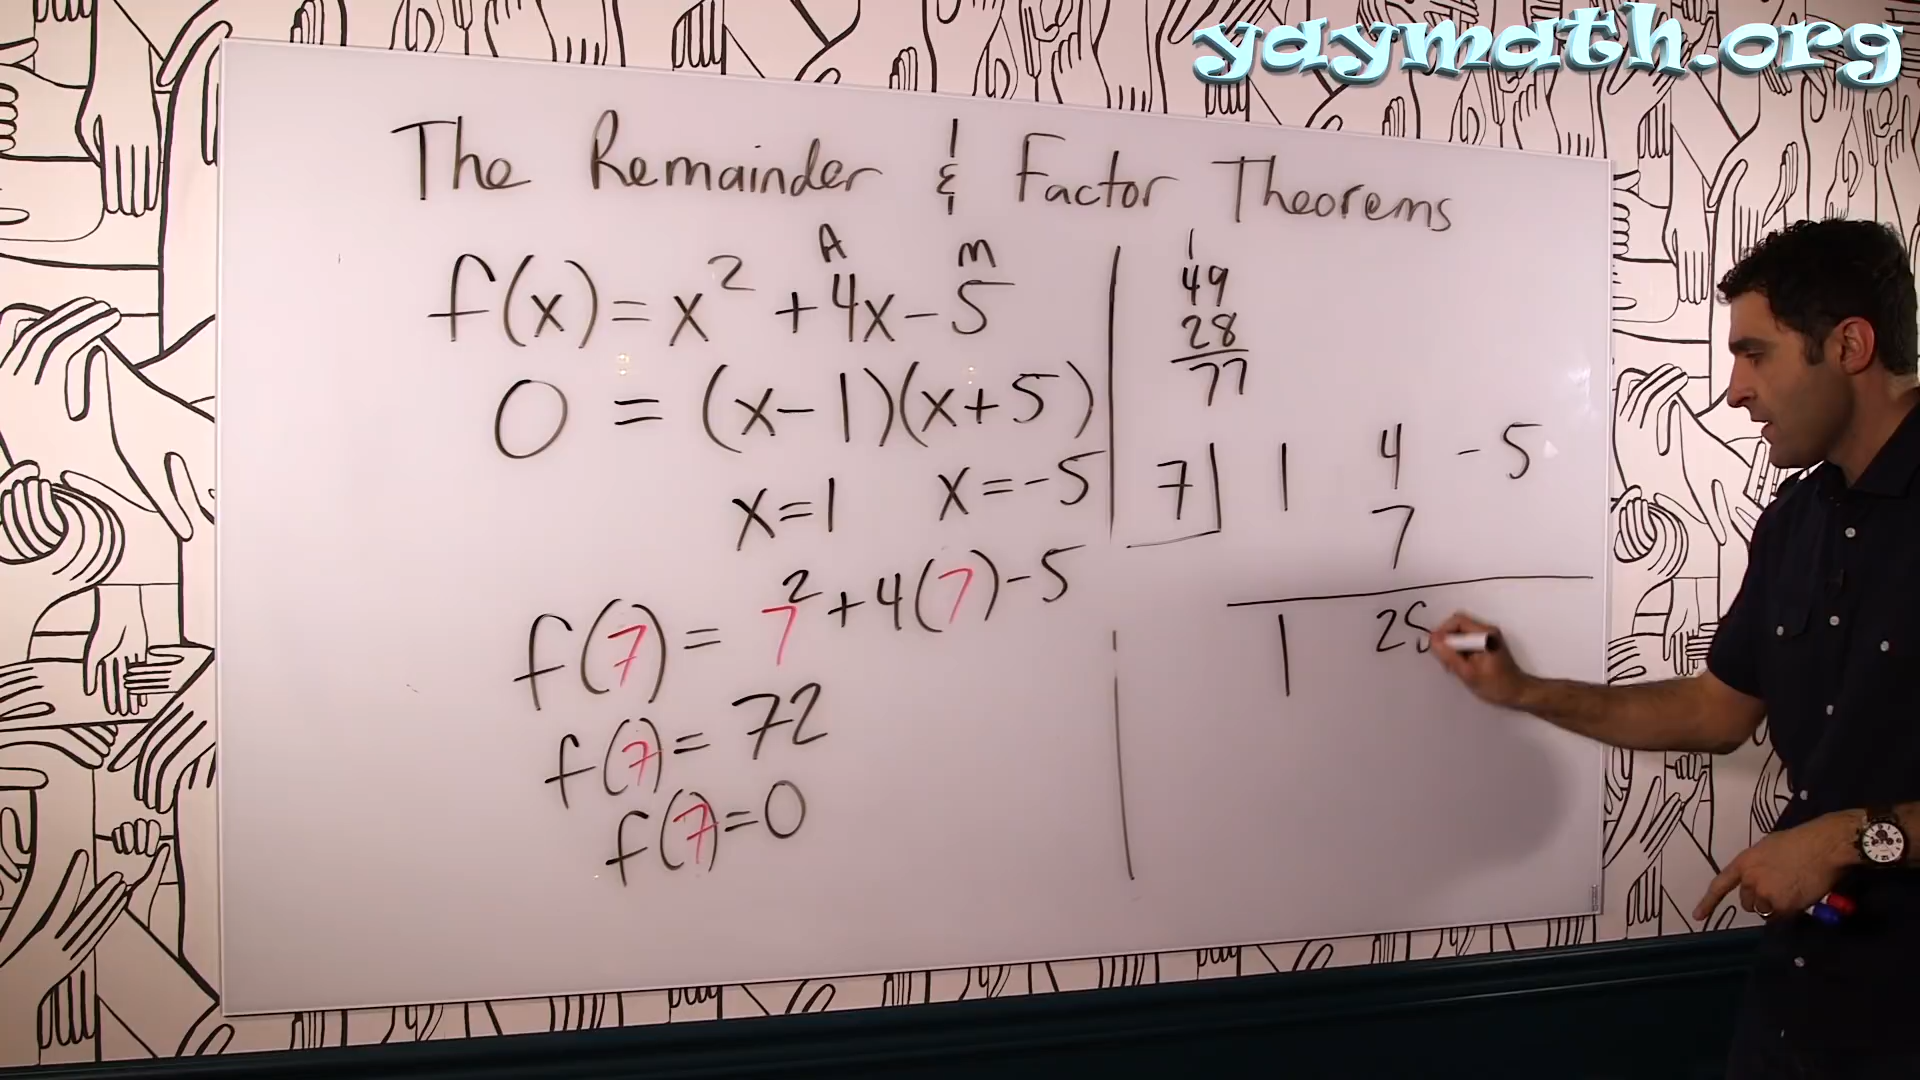 yaymath.org
The Remainder & Factor Theorems
A M
f(x) = x² + 4x - 5
0 = (x - 1)(x + 5)
x = 1 x = -5
f(7) = 7² + 4(7) - 5
f(7) = 72
f(7) = 0
1
49
28
77
7 1 4 -5
7
1 28